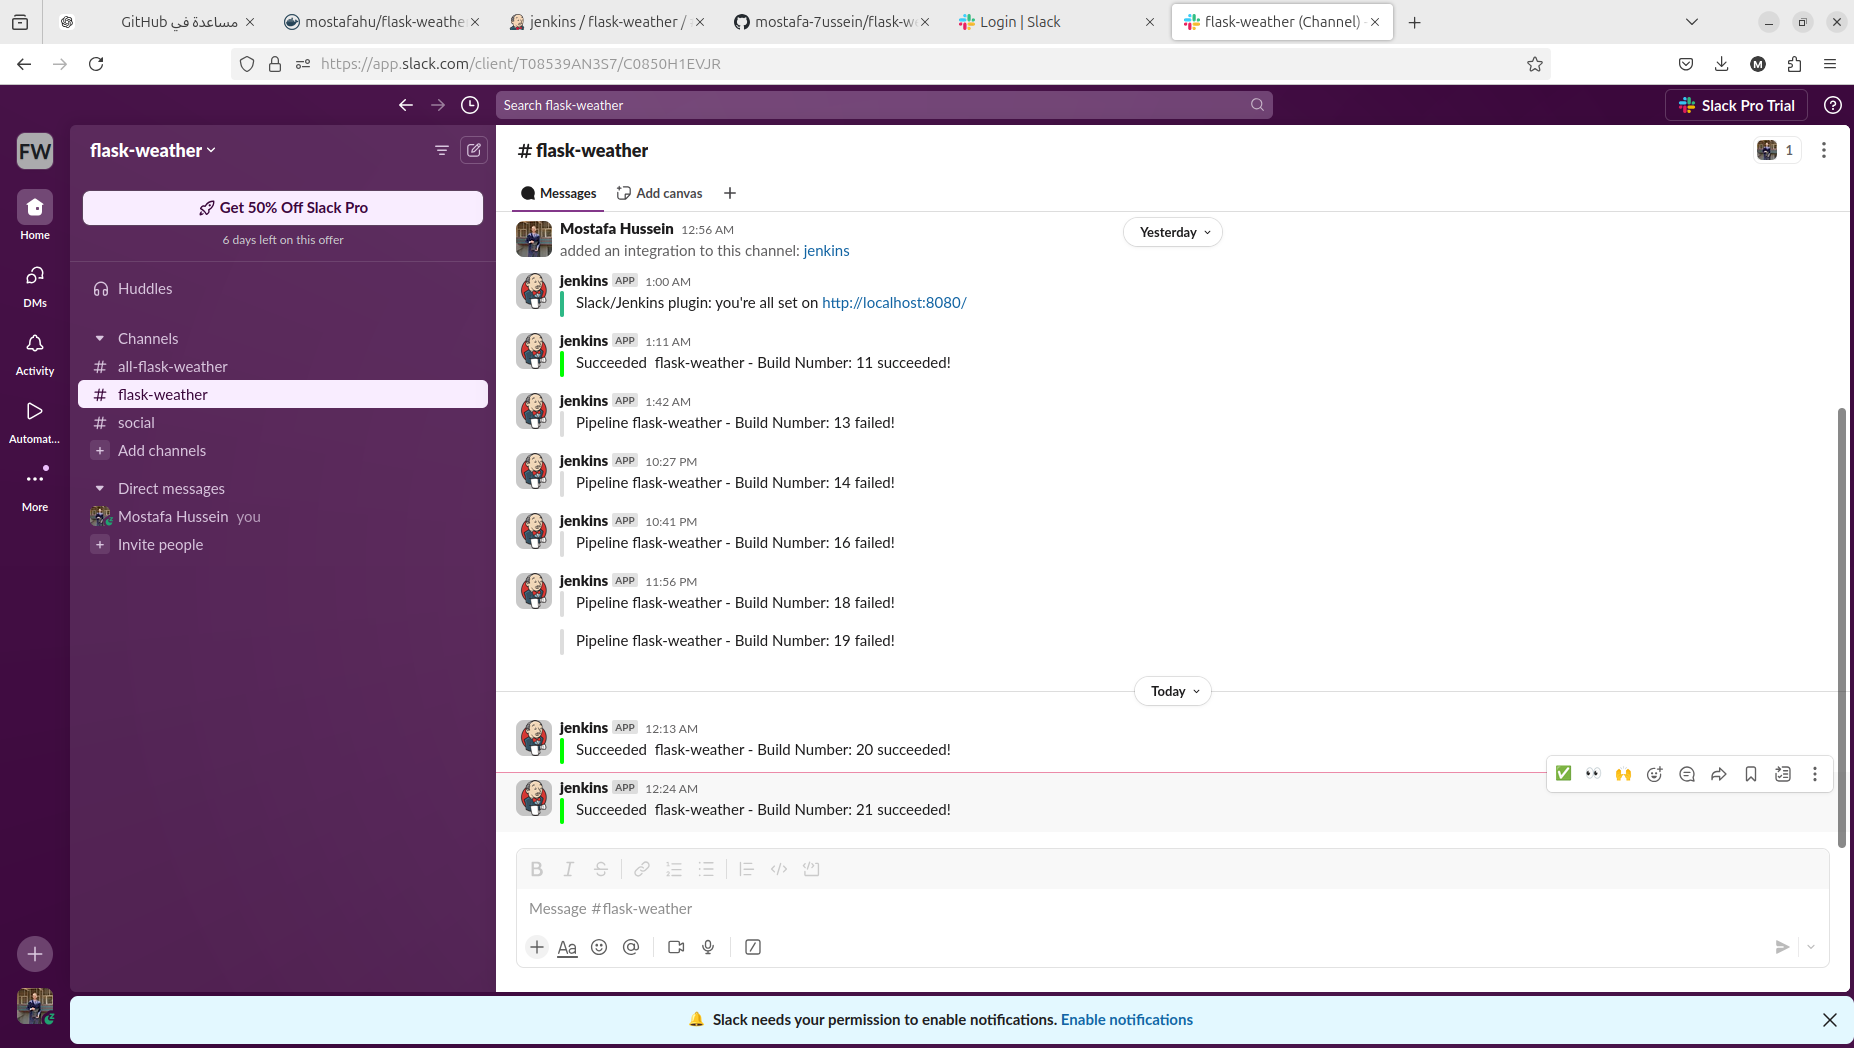 مساعدة في GitHub
mostafahu/flask-weathe
jenkins / flask-weather /
mostafa-7ussein/flask-w
Login | Slack
flask-weather (Channel)
https://app.slack.com/client/T08539AN3S7/C0850H1EVJR
M
Search flask-weather
Slack Pro Trial
FW
Home
DMs
Activity
Automat...
More
flask-weather
Get 50% Off Slack Pro
6 days left on this offer
Huddles
Channels
# all-flask-weather
# flask-weather
# social
+ Add channels
Direct messages
Mostafa Hussein you
+ Invite people
# flask-weather
1
Messages
Add canvas
Yesterday
Mostafa Hussein 12:56 AM
added an integration to this channel: jenkins
jenkins APP 1:00 AM
Slack/Jenkins plugin: you're all set on http://localhost:8080/
jenkins APP 1:11 AM
Succeeded flask-weather - Build Number: 11 succeeded!
jenkins APP 1:42 AM
Pipeline flask-weather - Build Number: 13 failed!
jenkins APP 10:27 PM
Pipeline flask-weather - Build Number: 14 failed!
jenkins APP 10:41 PM
Pipeline flask-weather - Build Number: 16 failed!
jenkins APP 11:56 PM
Pipeline flask-weather - Build Number: 18 failed!
Pipeline flask-weather - Build Number: 19 failed!
Today
jenkins APP 12:13 AM
Succeeded flask-weather - Build Number: 20 succeeded!
jenkins APP 12:24 AM
Succeeded flask-weather - Build Number: 21 succeeded!
B I S
Message #flask-weather
Aa
Slack needs your permission to enable notifications. Enable notifications